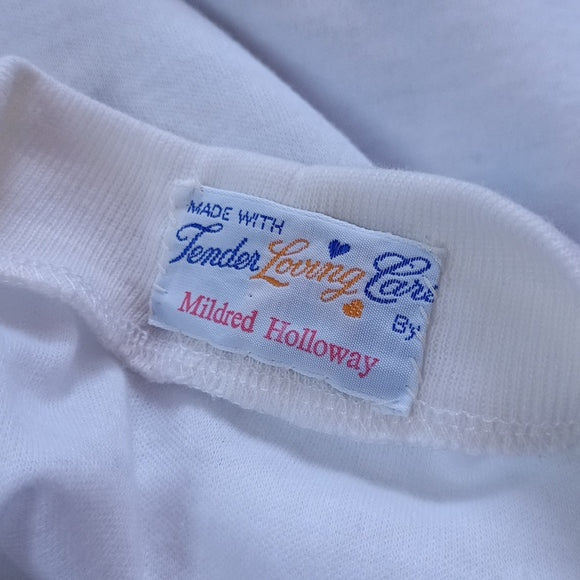 MADE WITH
Tender Loving Care
By
Mildred Holloway